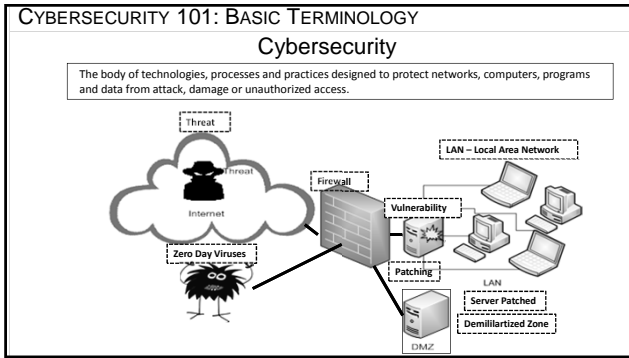 CYBERSECURITY 101: BASIC TERMINOLOGY
Cybersecurity
The body of technologies, processes and practices designed to protect networks, computers, programs
and data from attack, damage or unauthorized access.
Threat
LAN – Local Area Network
Threat
Firewall
Internet
Vulnerability
Zero Day Viruses
Patching
LAN
Server Patched
Demililartized Zone
DMZ